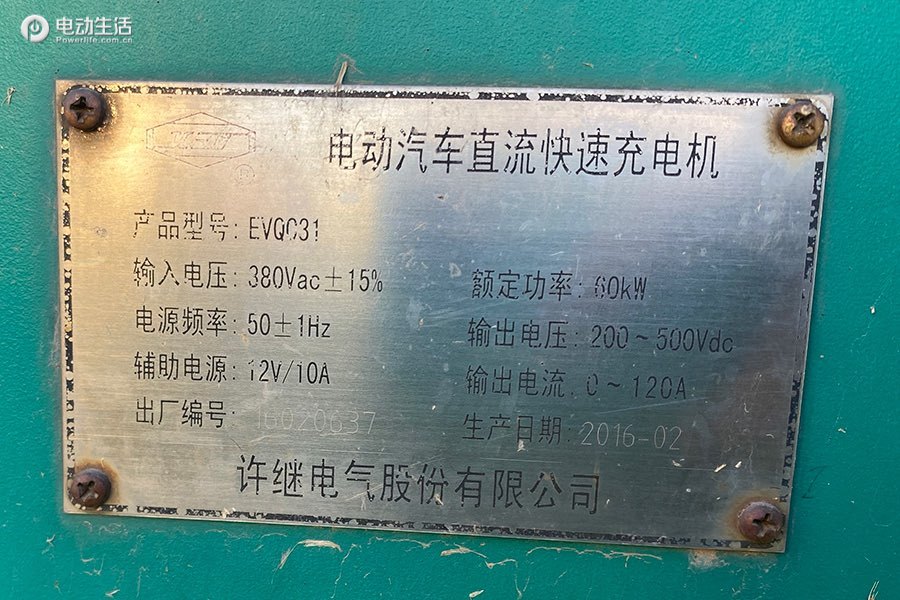 电动生活
Powerlife.com.cn
电动汽车直流快速充电机
®
产品型号: EVQC31
输入电压: 380Vac±15%
额定功率: 60kW
电源频率: 50±1Hz
输出电压: 200~500Vdc
辅助电源: 12V/10A
输出电流: 0~120A
出厂编号: 16020637
生产日期: 2016-02
许继电气股份有限公司